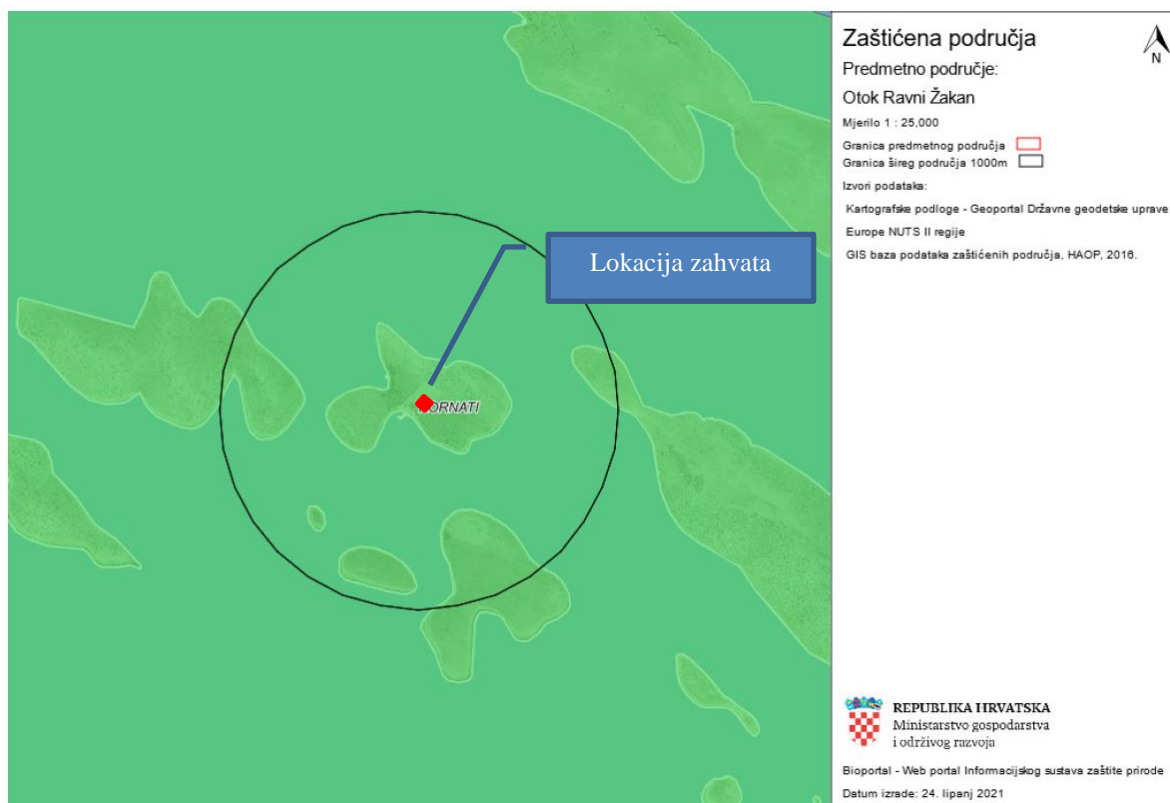 Lokacija zahvata
KORNATI
Zaštićena područja
N
Predmetno područje:
Otok Ravni Žakan
Mjerilo 1 : 25,000
Granica predmetnog područja
Granica šireg područja 1000m
Izvori podataka:
Kartografske podloge - Geoportal Državne geodetske uprave
Europe NUTS II regije
GIS baza podataka zaštićenih područja, HAOP, 2016.
REPUBLIKA HRVATSKA
Ministarstvo gospodarstva
i održivog razvoja
Bioportal - Web portal Informacijskog sustava zaštite prirode
Datum izrade: 24. lipanj 2021